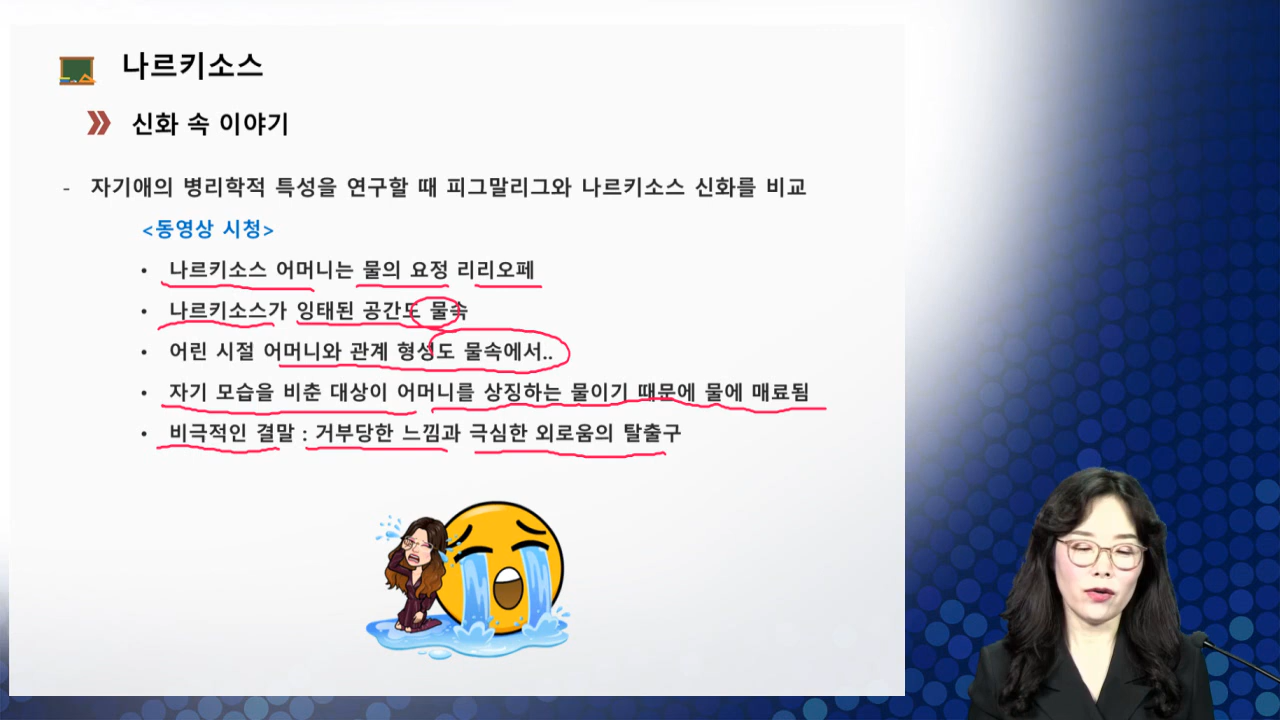 나르키소스
신화 속 이야기
- 자기애의 병리학적 특성을 연구할 때 피그말리그와 나르키소스 신화를 비교
<동영상 시청>
• 나르키소스 어머니는 물의 요정 리리오페
• 나르키소스가 잉태된 공간도 물속
• 어린 시절 어머니와 관계 형성도 물속에서..
• 자기 모습을 비춘 대상이 어머니를 상징하는 물이기 때문에 물에 매료됨
• 비극적인 결말 : 거부당한 느낌과 극심한 외로움의 탈출구